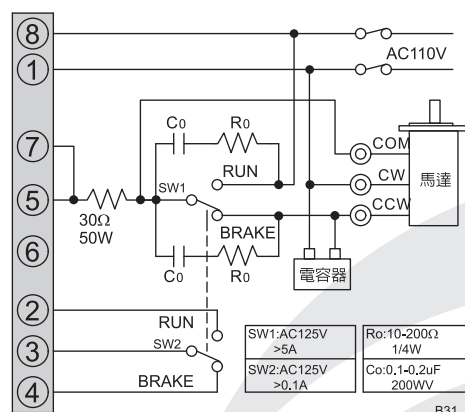 8
1
AC110V
7
C0
R0
COM
RUN
CW
馬達
5
SW1
CCW
30Ω
50W
BRAKE
6
C0
R0
電容器
2
RUN
SW1:AC125V
>5A
Ro:10-200Ω
1/4W
3
SW2
SW2:AC125V
>0.1A
Co:0.1-0.2uF
200WV
4
BRAKE
B31